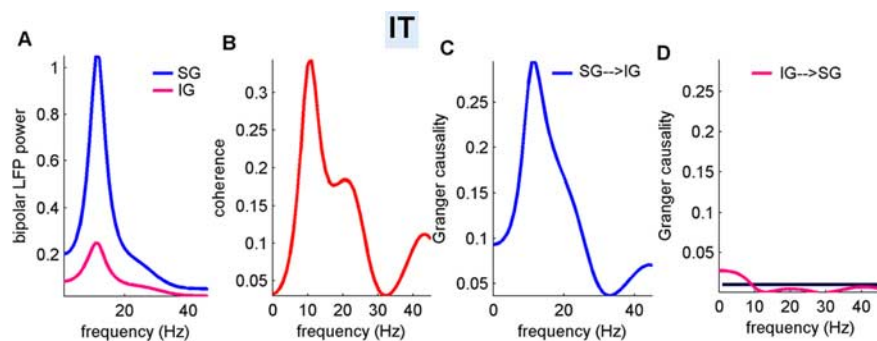 IT
A
bipolar LFP power
1
0.8
0.6
0.4
0.2
SG
IG
20
40
frequency (Hz)
B
coherence
0.3
0.25
0.2
0.15
0.1
0.05
0
10
20
30
40
frequency (Hz)
C
Granger causality
0.25
0.2
0.15
0.1
0.05
SG-->IG
0
10
20
30
40
frequency (Hz)
D
Granger causality
0.25
0.2
0.15
0.1
0.05
IG-->SG
0
10
20
30
40
frequency (Hz)